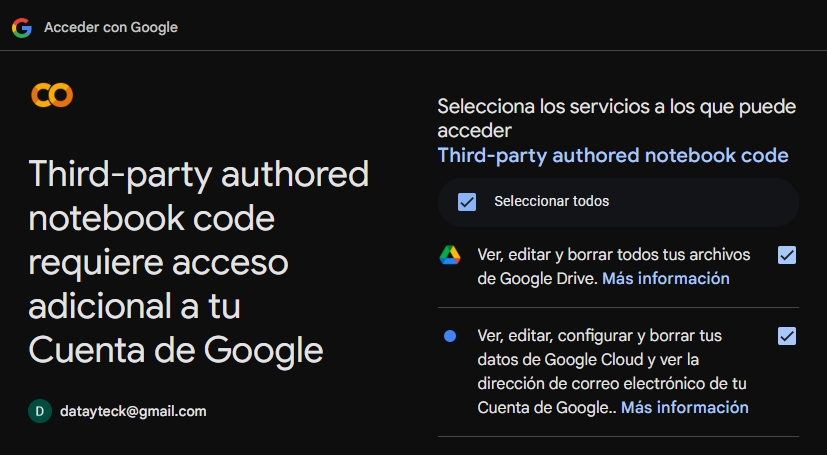 Acceder con Google
Third-party authored
notebook code
requiere acceso
adicional a tu
Cuenta de Google
D datayteck@gmail.com
Selecciona los servicios a los que puede
acceder
Third-party authored notebook code
Seleccionar todos
Ver, editar y borrar todos tus archivos
de Google Drive. Más información
Ver, editar, configurar y borrar tus
datos de Google Cloud y ver la
dirección de correo electrónico de tu
Cuenta de Google.. Más información